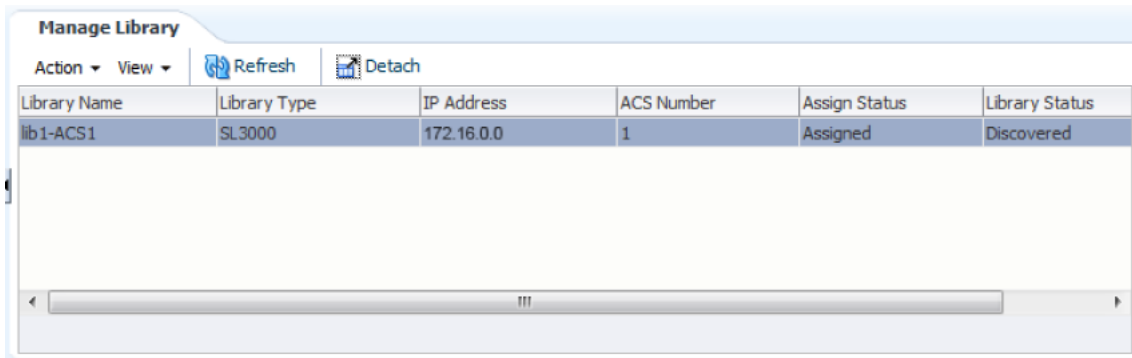 Manage Library
Action View Refresh Detach
Library Name Library Type IP Address ACS Number Assign Status Library Status
lib1-ACS1 SL3000 172.16.0.0 1 Assigned Discovered